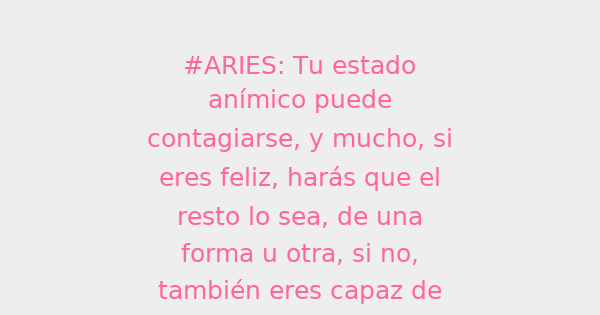 #ARIES: Tu estado
anímico puede
contagiarse, y mucho, si
eres feliz, harás que el
resto lo sea, de una
forma u otra, si no,
también eres capaz de